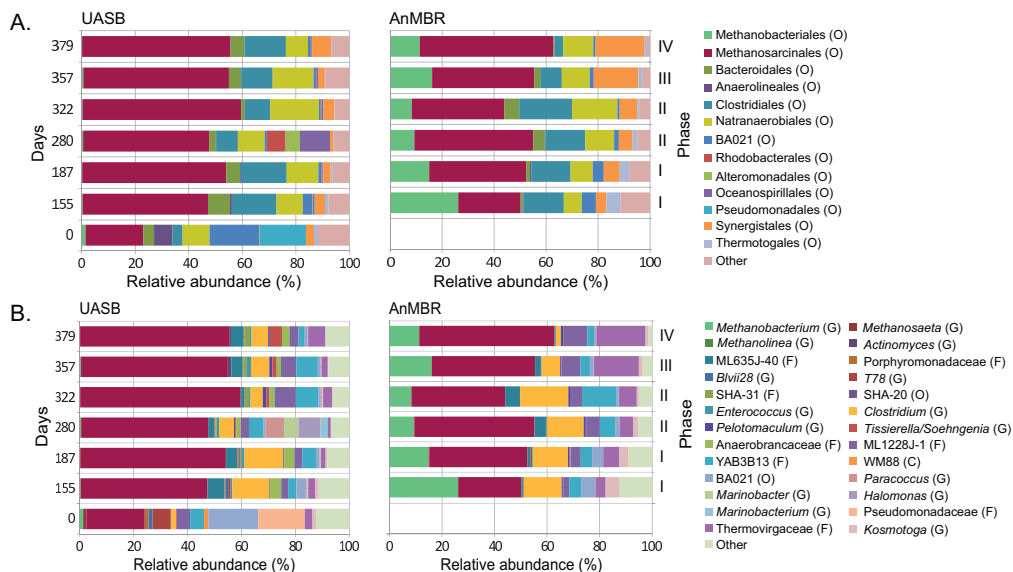 A.
UASB
AnMBR
Days
379
357
322
280
187
155
0
0 20 40 60 80 100
Relative abundance (%)
0 20 40 60 80 100
Relative abundance (%)
IV
III
II
II
I
I
Phase
Methanobacteriales (O)
Methanosarcinales (O)
Bacteroidales (O)
Anaerolineales (O)
Clostridiales (O)
Natranaerobiales (O)
BA021 (O)
Rhodobacterales (O)
Alteromonadales (O)
Oceanospirillales (O)
Pseudomonadales (O)
Synergistales (O)
Thermotogales (O)
Other
B.
UASB
AnMBR
Days
379
357
322
280
187
155
0
0 20 40 60 80 100
Relative abundance (%)
0 20 40 60 80 100
Relative abundance (%)
IV
III
II
II
I
I
Phase
Methanobacterium (G) Methanosaeta (G)
Methanolinea (G) Actinomyces (G)
ML635J-40 (F) Porphyromonadaceae (F)
Blvii28 (G) T78 (G)
SHA-31 (F) SHA-20 (O)
Enterococcus (G) Clostridium (G)
Pelotomaculum (G) Tissierella/Soehngenia (G)
Anaerobrancaceae (F) ML1228J-1 (F)
YAB3B13 (F) WM88 (C)
BA021 (O) Paracoccus (G)
Marinobacter (G) Halomonas (G)
Marinobacterium (G) Pseudomonadaceae (F)
Thermovirgaceae (F) Kosmotoga (G)
Other